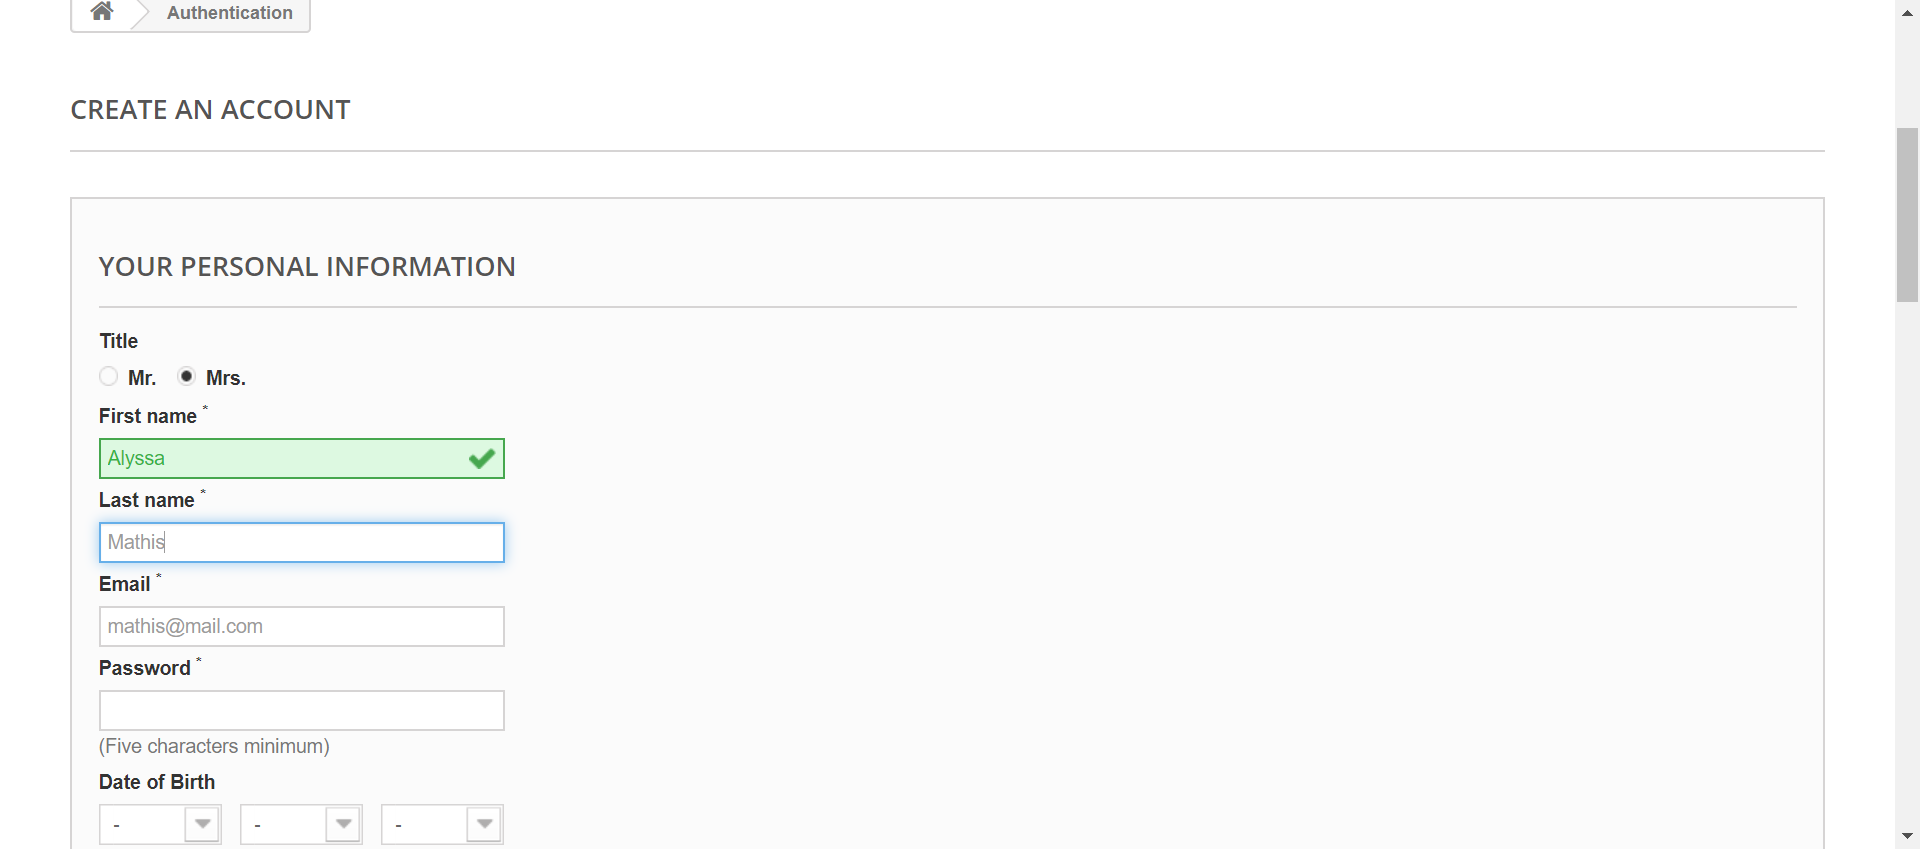 Authentication
CREATE AN ACCOUNT
YOUR PERSONAL INFORMATION
Title
Mr. Mrs.
First name *
Alyssa
Last name *
Mathis
Email *
mathis@mail.com
Password *
(Five characters minimum)
Date of Birth
- - -